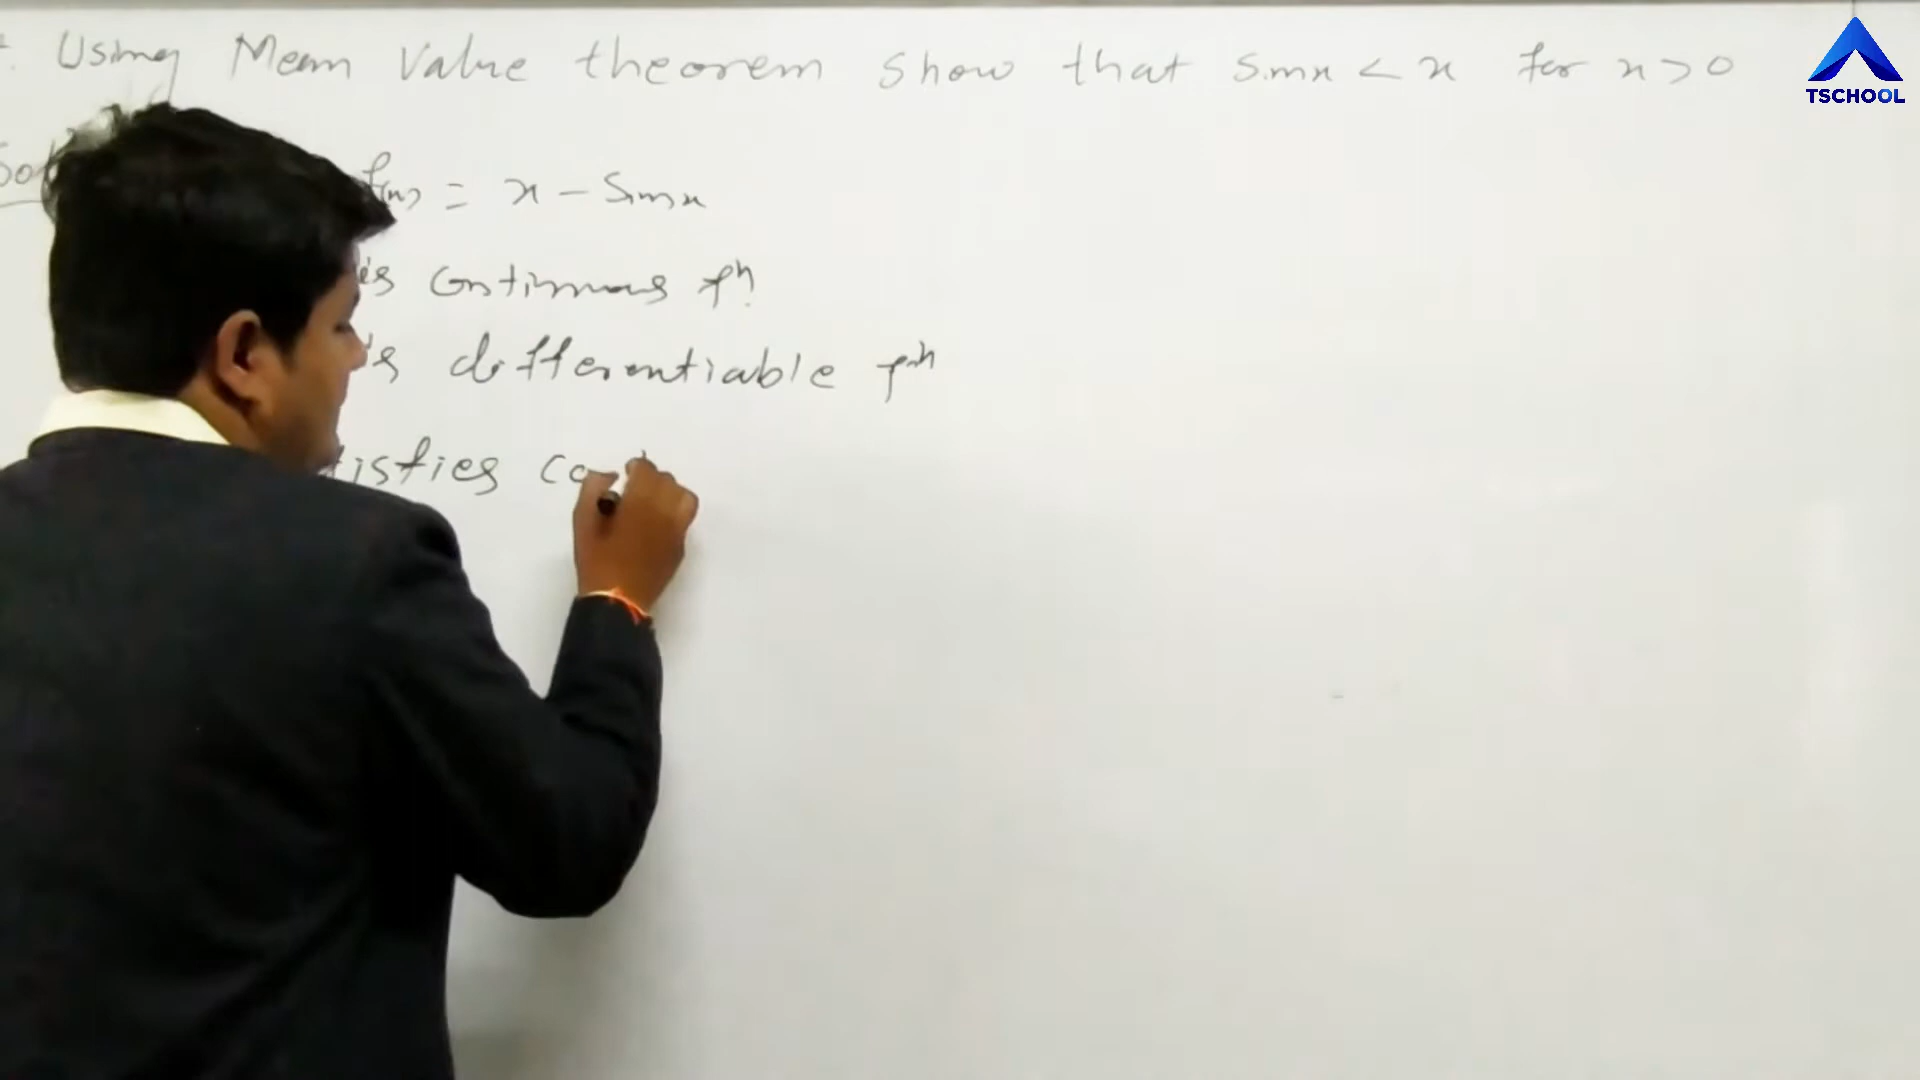 Using Mean Value theorem show that Sinx < x for x > 0
TSCHOOL
Sol
f(x) = x - Sinx
is Continuous fn
is differentiable fn
tisfies co